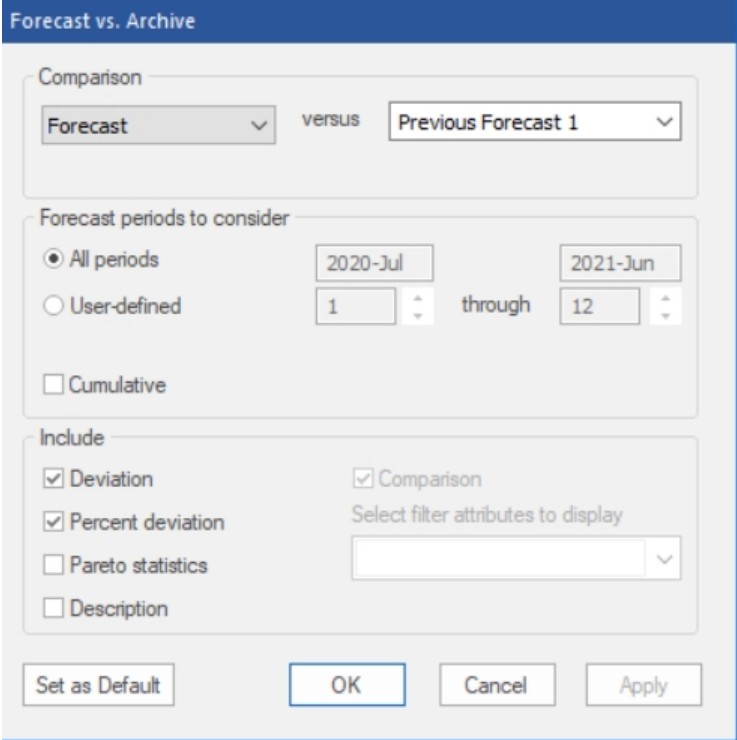 Forecast vs. Archive
Comparison
Forecast versus Previous Forecast 1
Forecast periods to consider
All periods 2020-Jul 2021-Jun
User-defined 1 through 12
Cumulative
Include
Deviation Comparison
Percent deviation Select filter attributes to display
Pareto statistics
Description
Set as Default OK Cancel Apply